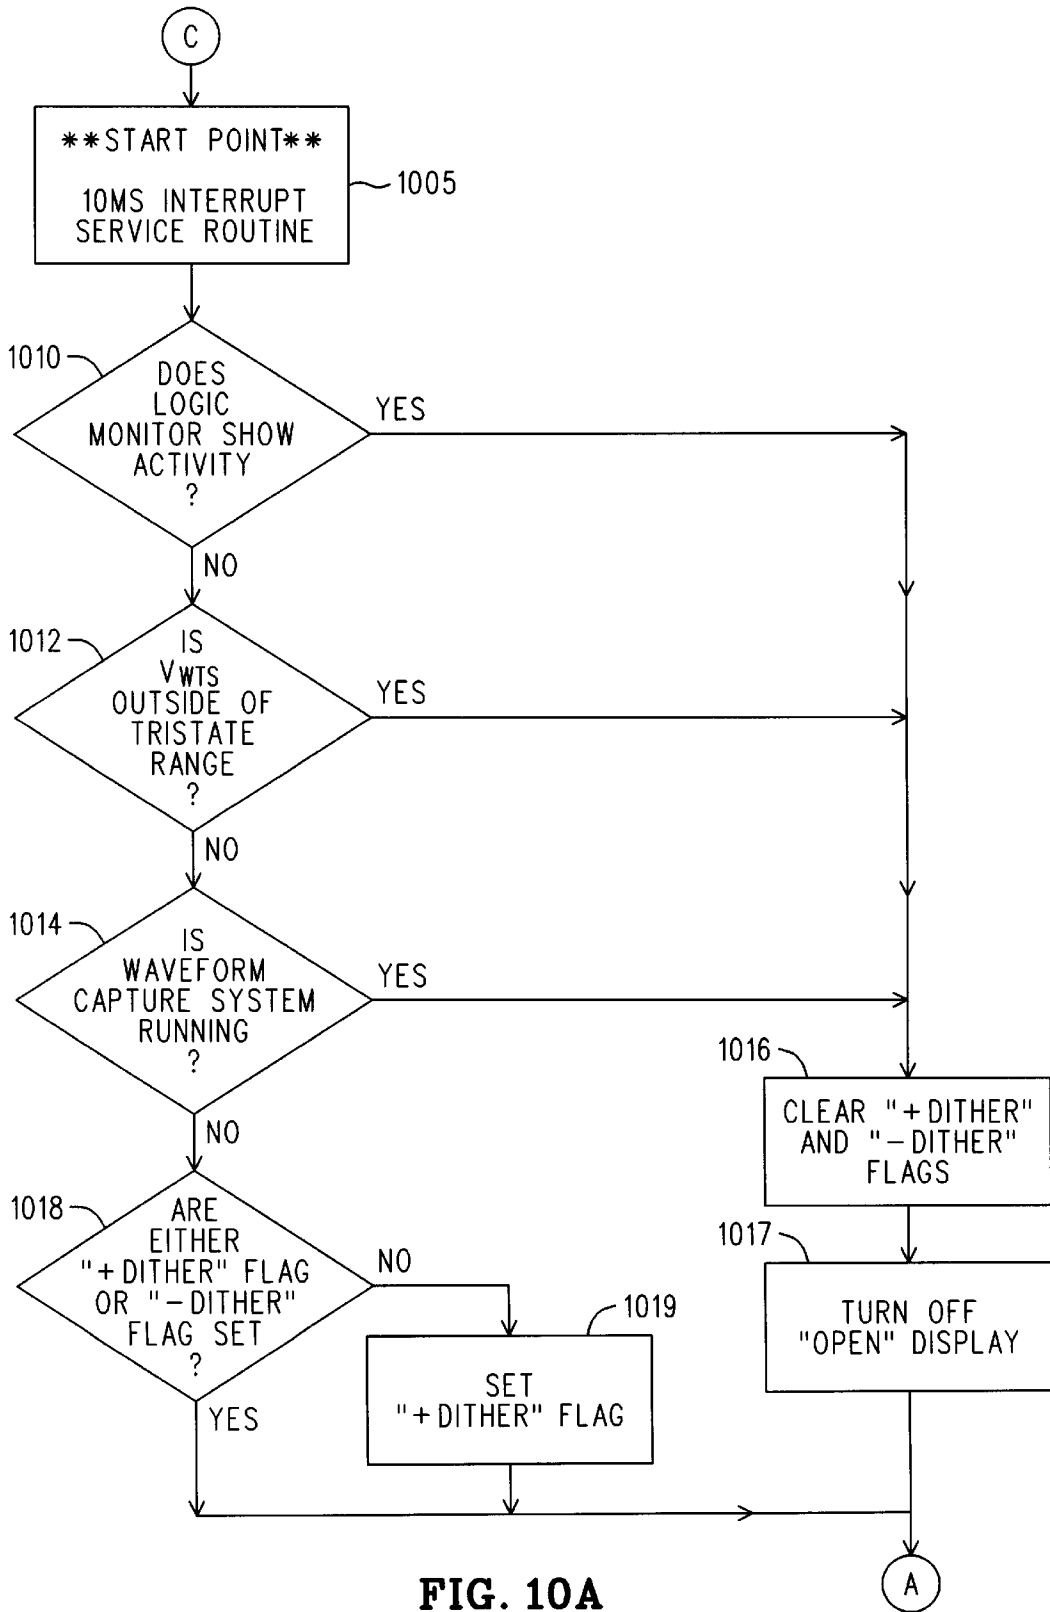 C
**START POINT**
10MS INTERRUPT
SERVICE ROUTINE
1005
1010
DOES
LOGIC
MONITOR SHOW
ACTIVITY
?
YES
NO
1012
IS
VWTS
OUTSIDE OF
TRISTATE
RANGE
?
YES
NO
1014
IS
WAVEFORM
CAPTURE SYSTEM
RUNNING
?
YES
NO
1016
CLEAR "+DITHER"
AND "-DITHER"
FLAGS
1017
TURN OFF
"OPEN" DISPLAY
1018
ARE
EITHER
"+DITHER" FLAG
OR "-DITHER"
FLAG SET
?
NO
YES
1019
SET
"+DITHER" FLAG
A
FIG. 10A